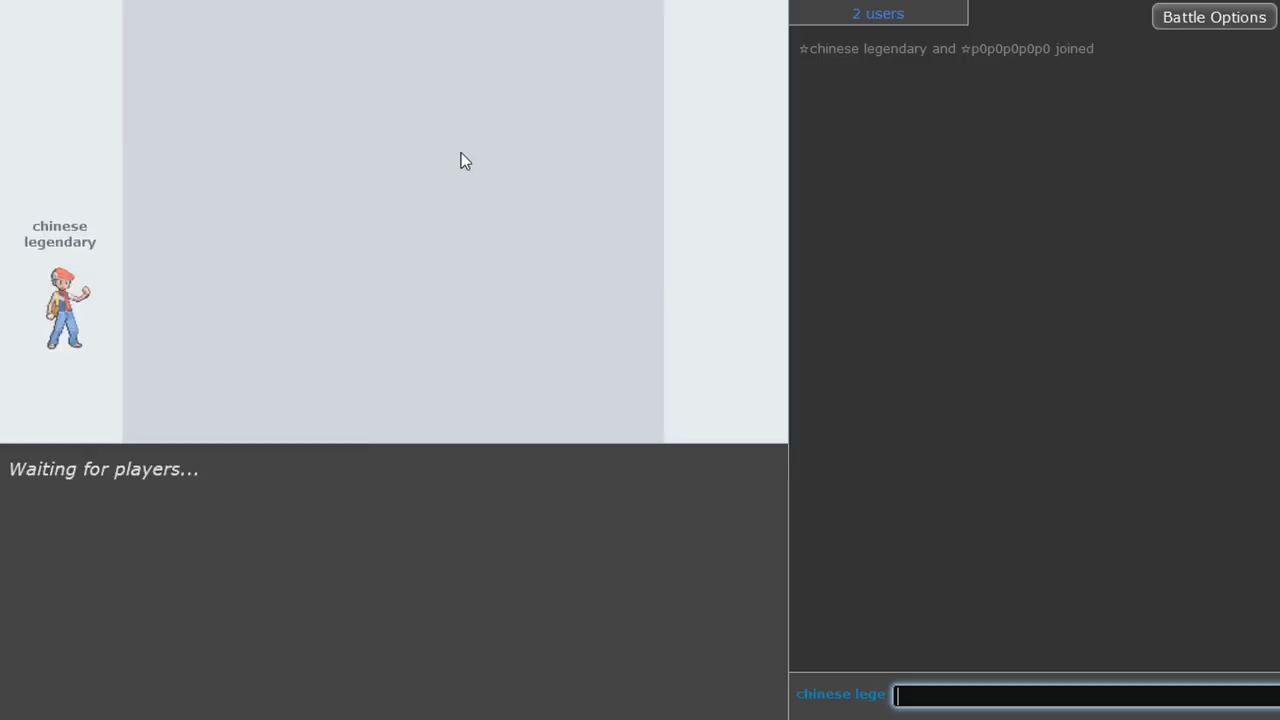 2 users
Battle Options
☆chinese legendary and ☆p0p0p0p0p0 joined
chinese
legendary
Waiting for players...
chinese lege